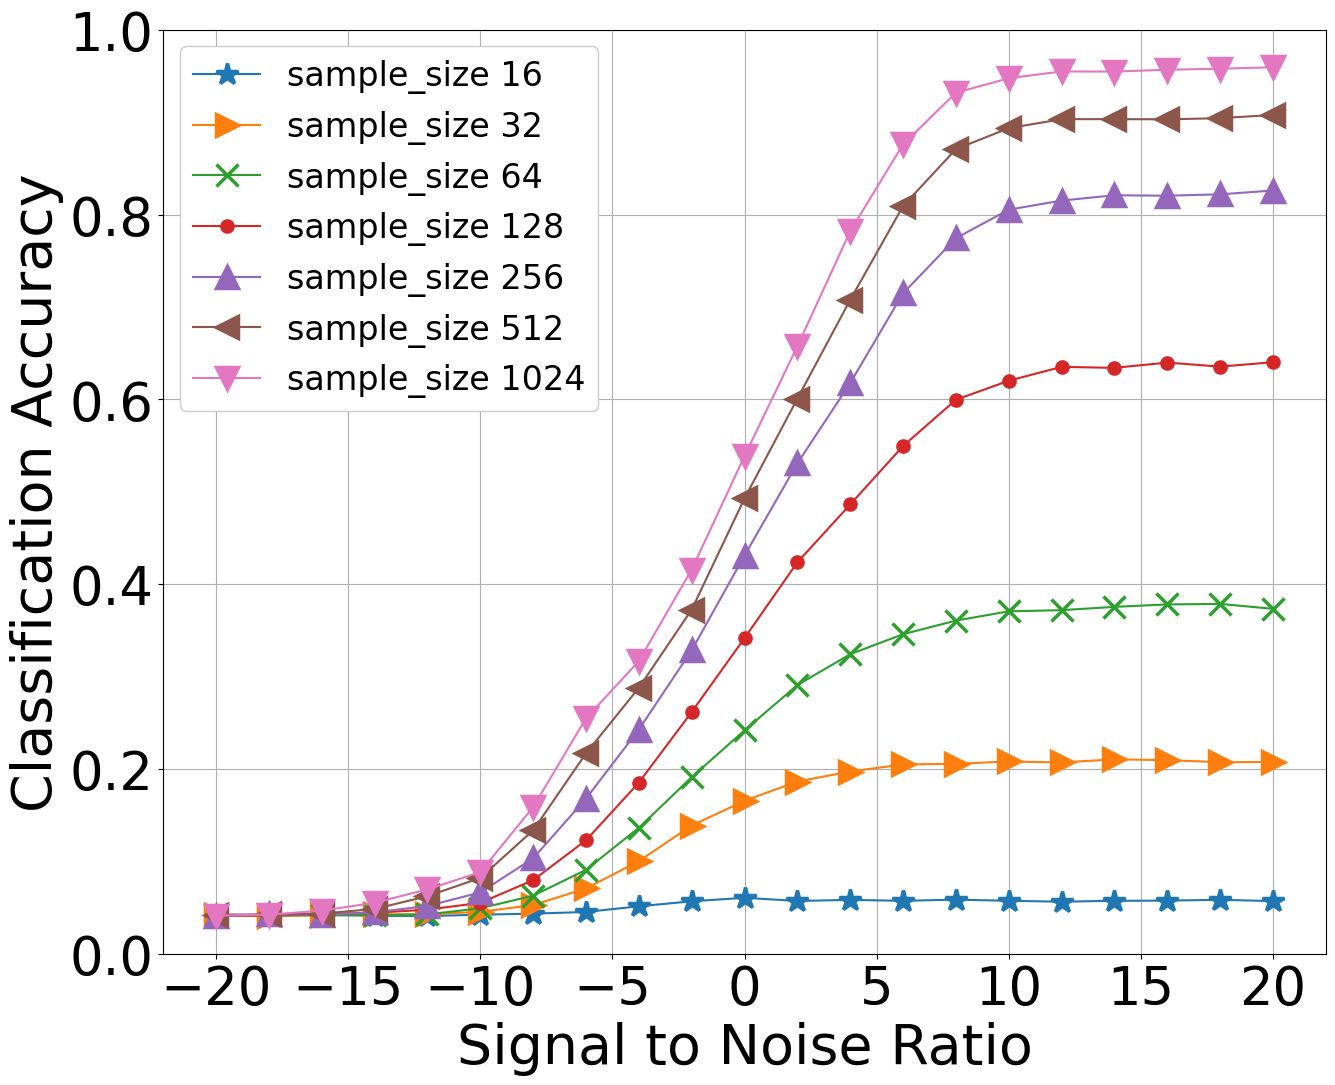 1.0
0.8
0.6
0.4
0.2
0.0
Classification Accuracy
sample_size 16
sample_size 32
sample_size 64
sample_size 128
sample_size 256
sample_size 512
sample_size 1024
−20 −15 −10 −5 0 5 10 15 20
Signal to Noise Ratio